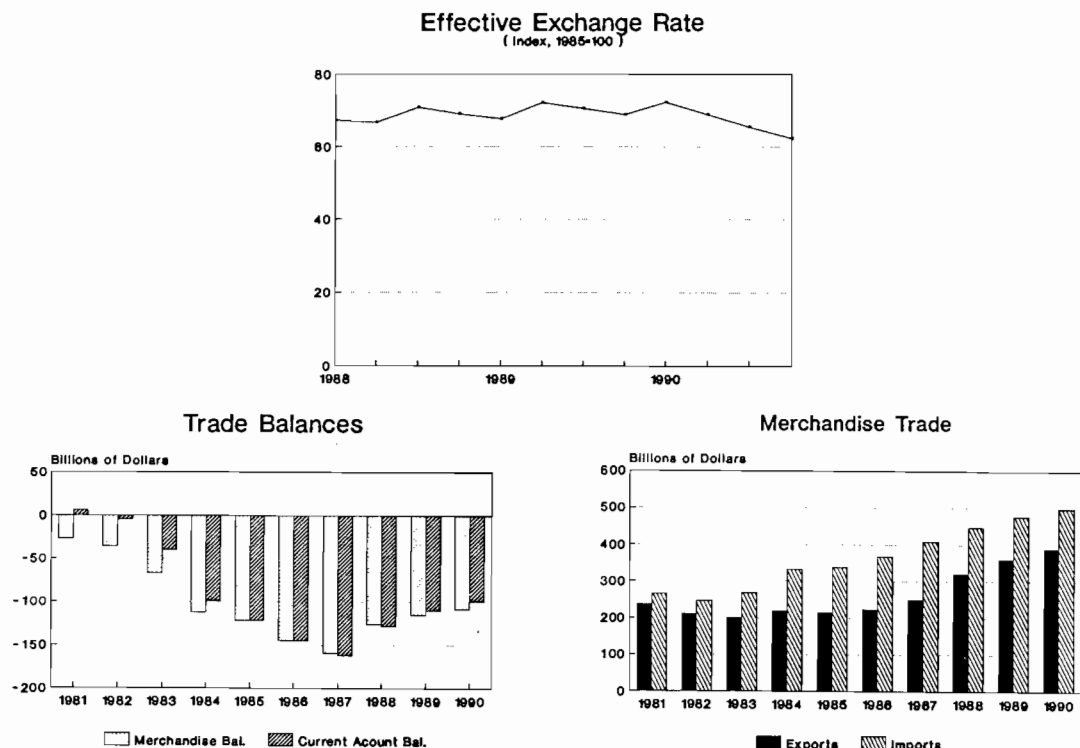 Effective Exchange Rate
( Index, 1985=100 )
80
60
40
20
0
1988 1989 1990
Trade Balances
Billions of Dollars
50
0
-50
-100
-150
-200
1981 1982 1983 1984 1985 1986 1987 1988 1989 1990
Merchandise Bal. Current Acount Bal.
Merchandise Trade
Billions of Dollars
600
500
400
300
200
100
0
1981 1982 1983 1984 1985 1986 1987 1988 1989 1990
Exports Imports